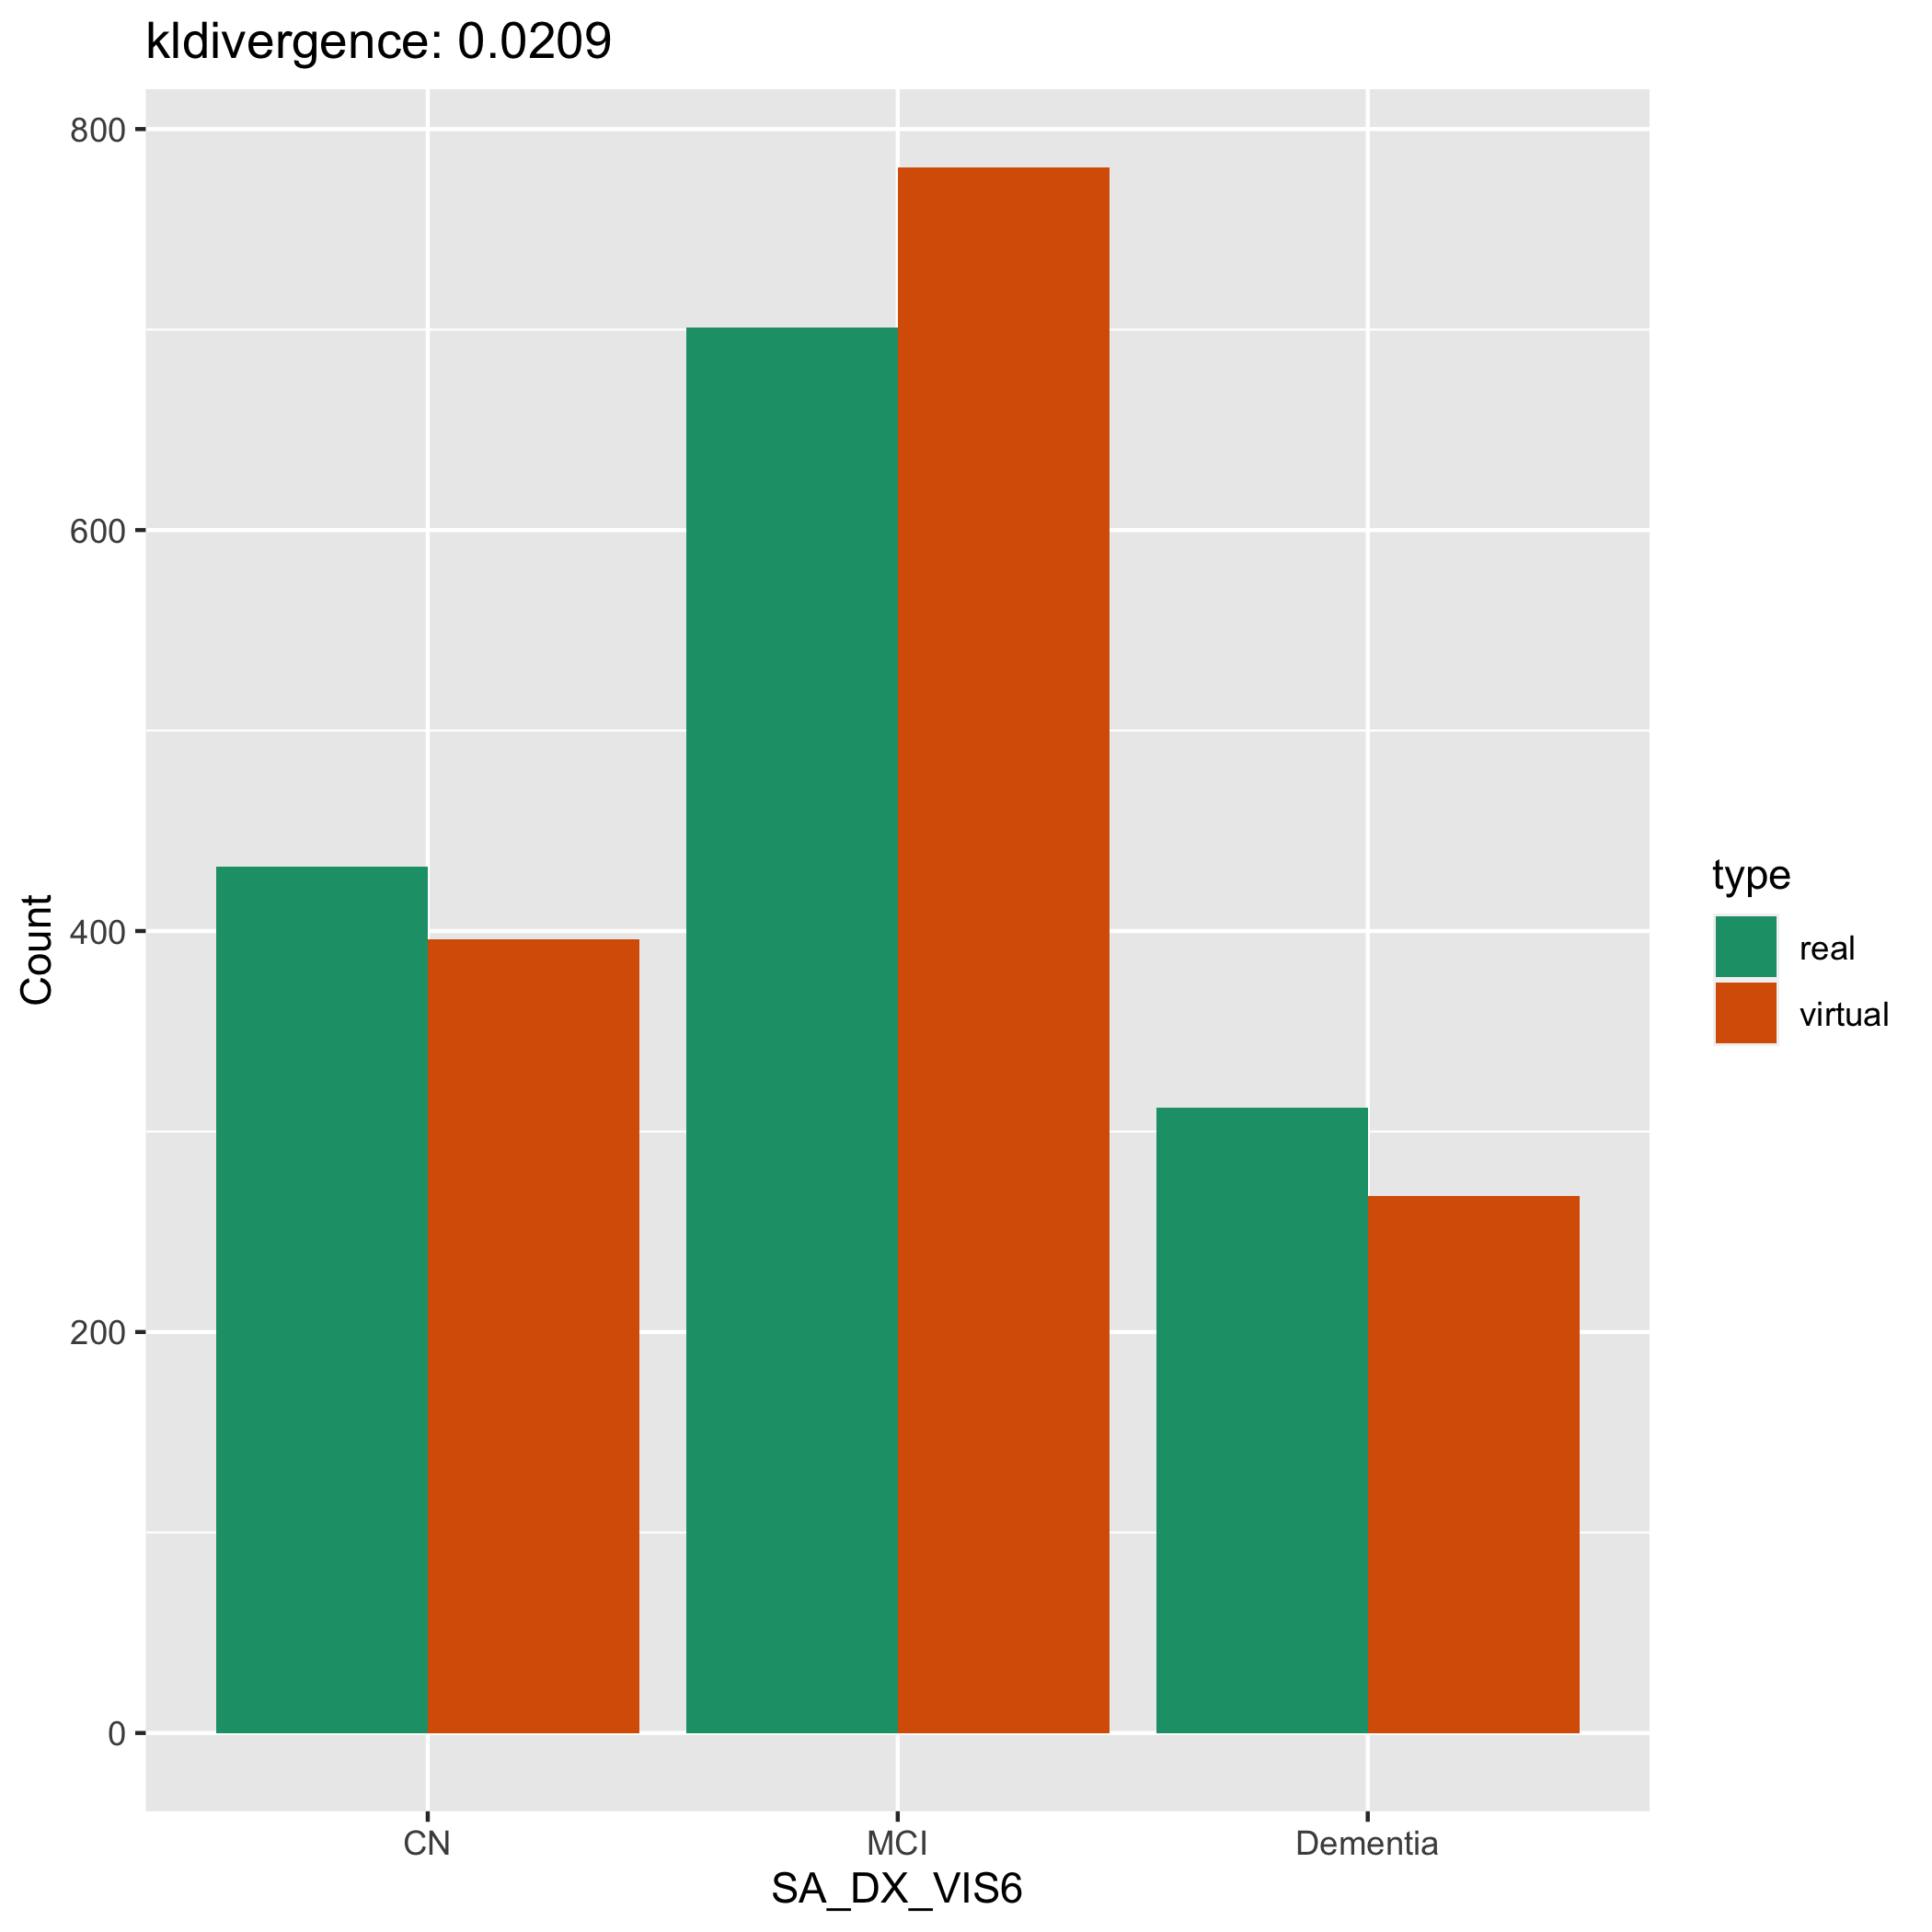 kldivergence: 0.0209
800
600
400
200
0
Count
CN
MCI
Dementia
SA_DX_VIS6
type
real
virtual